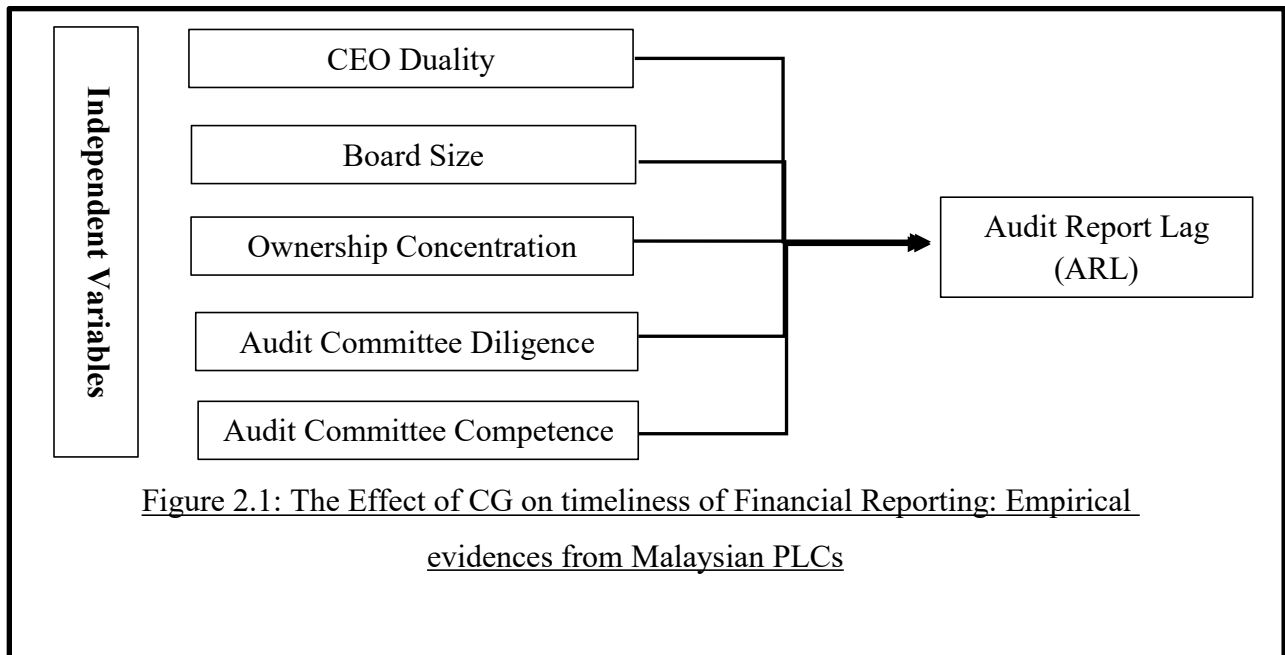 Independent Variables
CEO Duality
Board Size
Ownership Concentration
Audit Committee Diligence
Audit Committee Competence
Audit Report Lag
(ARL)
Figure 2.1: The Effect of CG on timeliness of Financial Reporting: Empirical
evidences from Malaysian PLCs